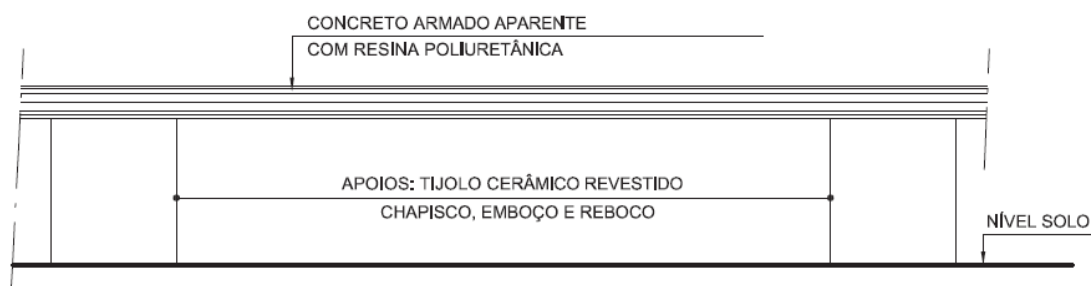 CONCRETO ARMADO APARENTE
COM RESINA POLIURETÂNICA
APOIOS: TIJOLO CERÂMICO REVESTIDO
CHAPISCO, EMBOÇO E REBOCO
NÍVEL SOLO